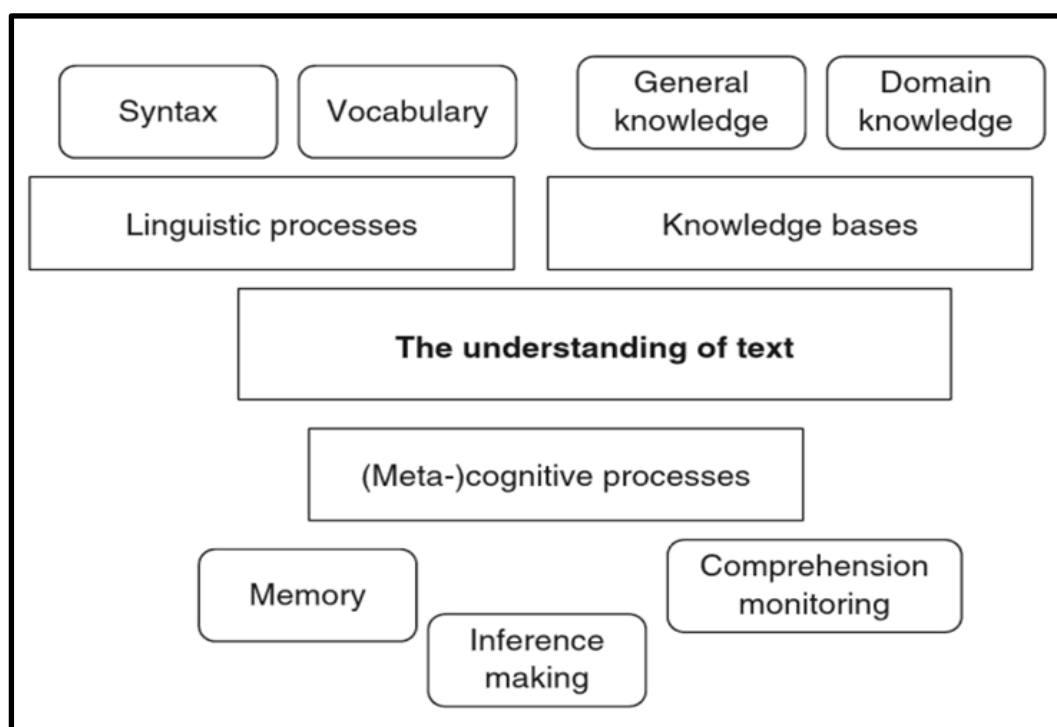 Syntax
Vocabulary
General
knowledge
Domain
knowledge
Linguistic processes
Knowledge bases
The understanding of text
(Meta-)cognitive processes
Memory
Inference
making
Comprehension
monitoring